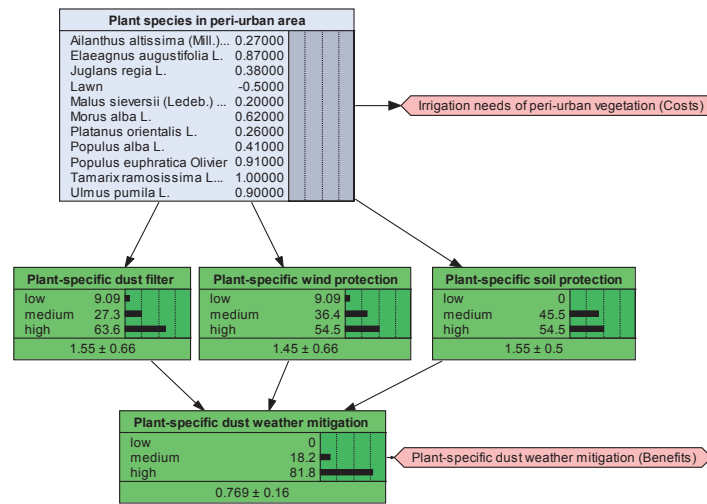 Plant species in peri-urban area
Ailanthus altissima (Mill.)... 0.27000
Elaeagnus augustifolia L. 0.87000
Juglans regia L. 0.38000
Lawn -0.5000
Malus sieversii (Ledeb.) ... 0.20000
Morus alba L. 0.62000
Platanus orientalis L. 0.26000
Populus alba L. 0.41000
Populus euphratica Olivier 0.91000
Tamarix ramosissima L... 1.00000
Ulmus pumila L. 0.90000
Irrigation needs of peri-urban vegetation (Costs)
Plant-specific dust filter
low 9.09
medium 27.3
high 63.6
1.55 ± 0.66
Plant-specific wind protection
low 9.09
medium 36.4
high 54.5
1.45 ± 0.66
Plant-specific soil protection
low 0
medium 45.5
high 54.5
1.55 ± 0.5
Plant-specific dust weather mitigation
low 0
medium 18.2
high 81.8
0.769 ± 0.16
Plant-specific dust weather mitigation (Benefits)